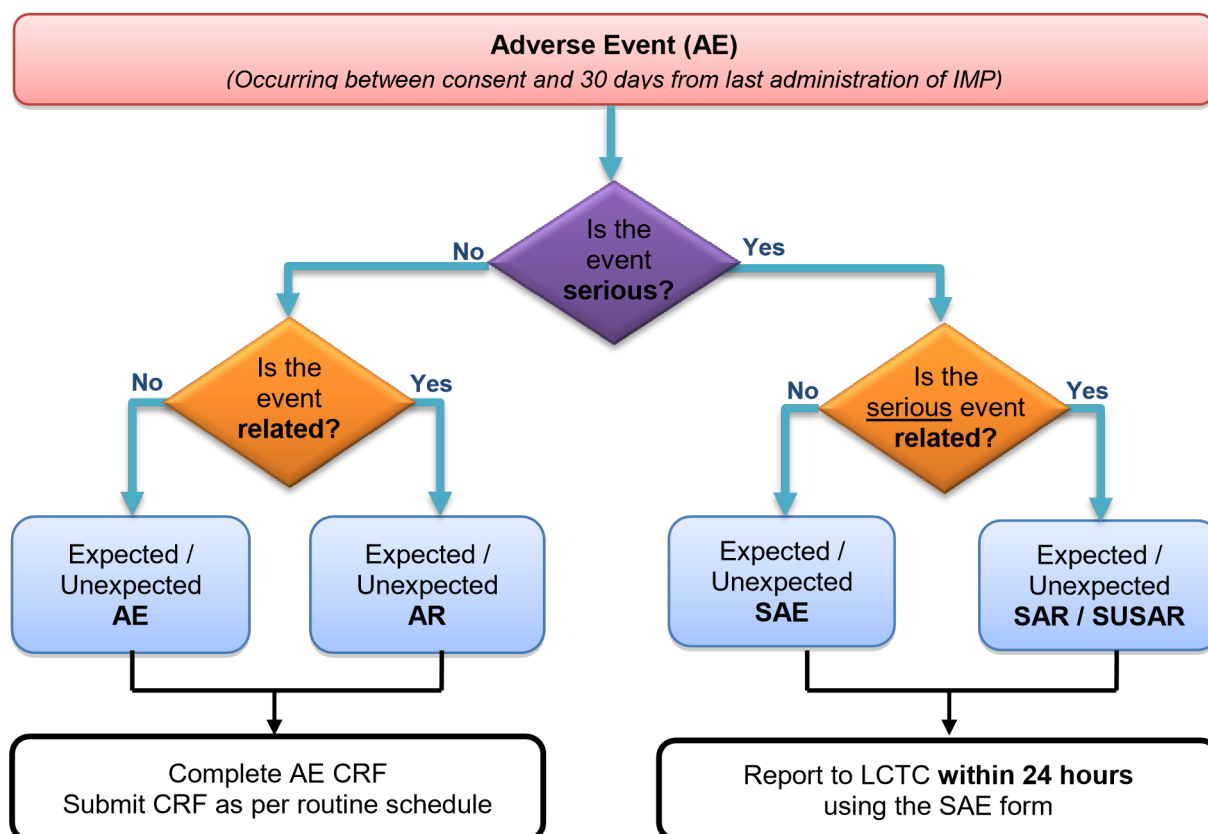 Adverse Event (AE)
(Occurring between consent and 30 days from last administration of IMP)
Is the
event
serious?
No
Yes
Is the
event
related?
No
Yes
Is the
serious event
related?
No
Yes
Expected /
Unexpected
AE
Expected /
Unexpected
AR
Expected /
Unexpected
SAE
Expected /
Unexpected
SAR / SUSAR
Complete AE CRF
Submit CRF as per routine schedule
Report to LCTC within 24 hours
using the SAE form